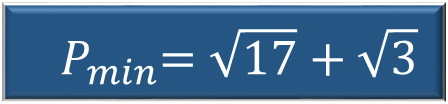 P_min = √17 + √3